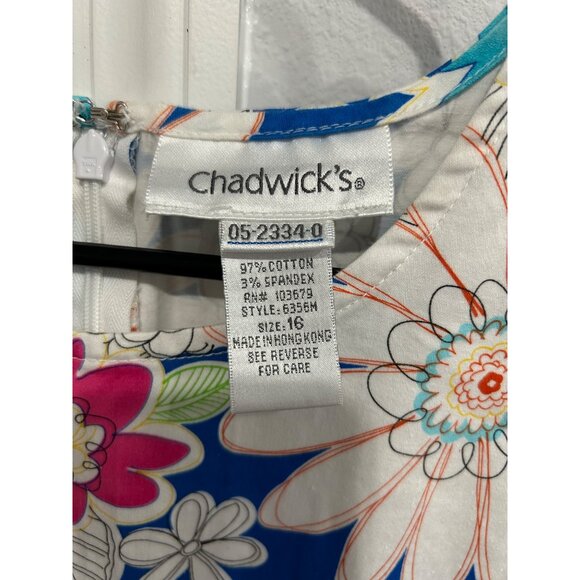 Chadwick's®
05-2334-0
97% COTTON
3% SPANDEX
RN# 103679
STYLE: 6356M
SIZE: 16
MADE IN HONG KONG
SEE REVERSE
FOR CARE